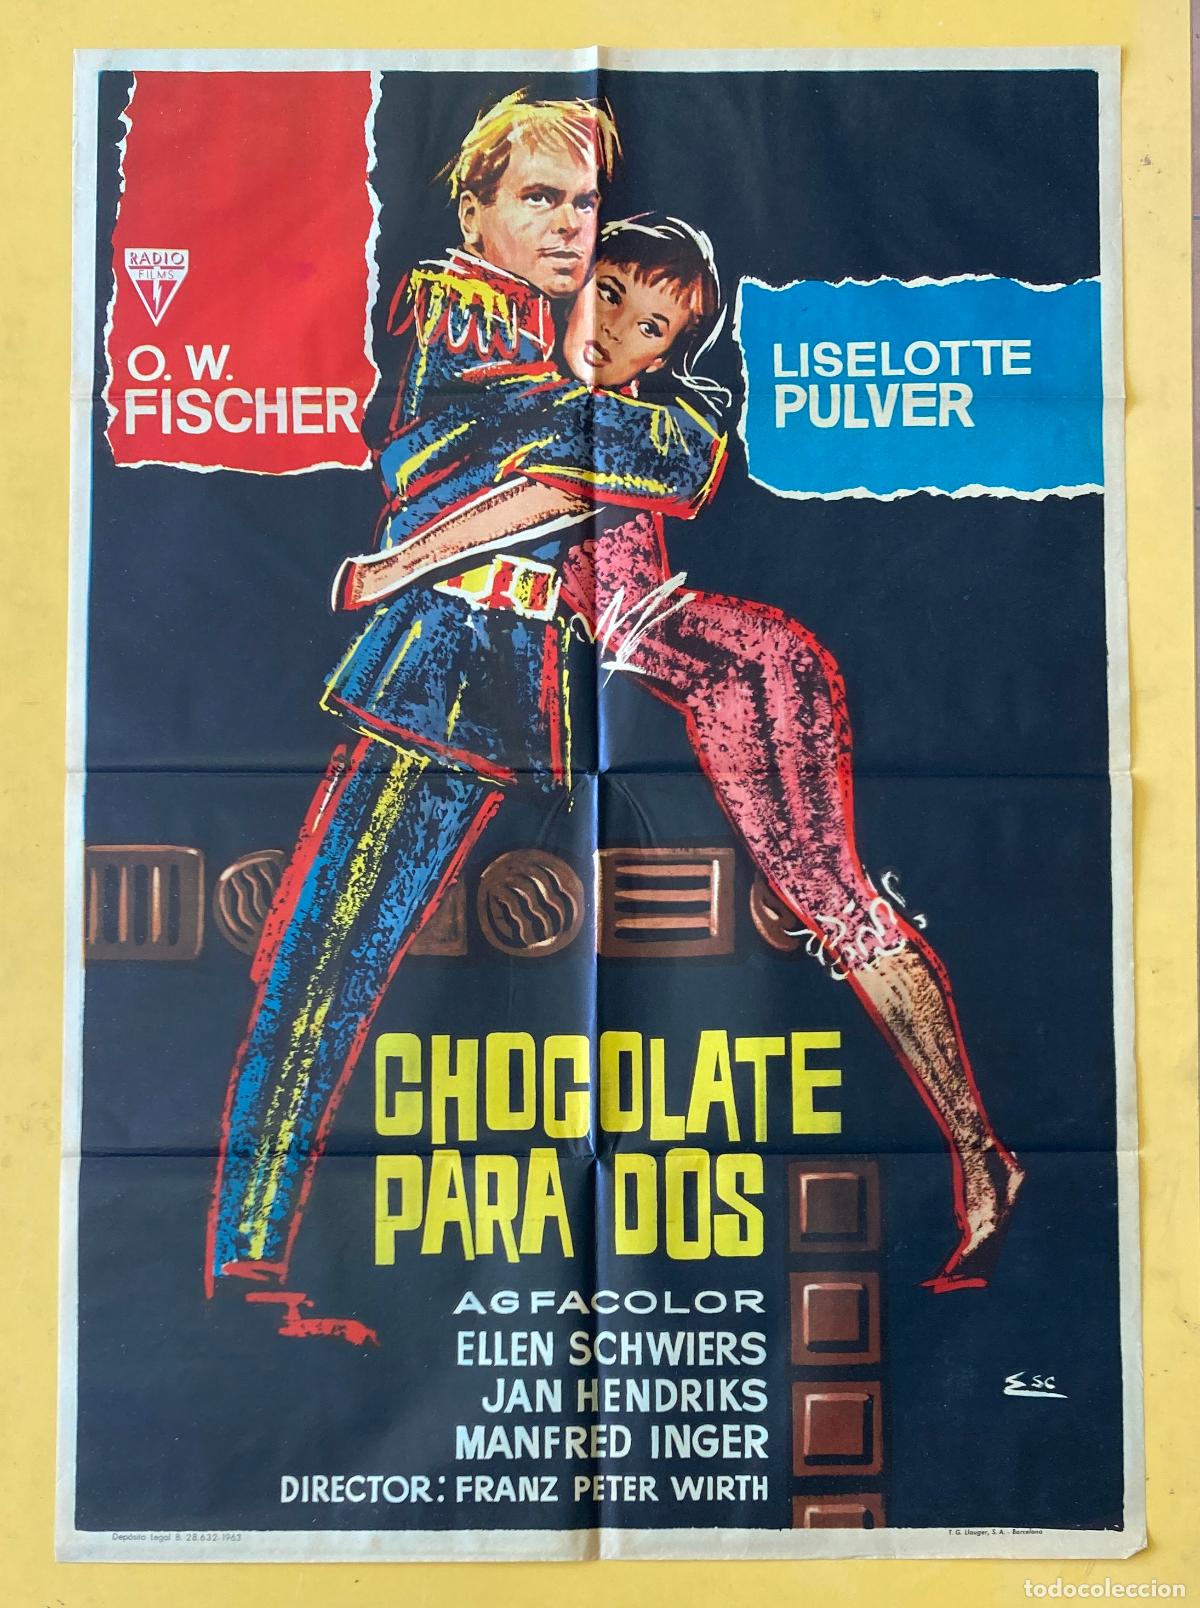 RADIO
FILMS
O. W.
FISCHER
LISELOTTE
PULVER
CHOCOLATE
PARA DOS
AGFACOLOR
ELLEN SCHWIERS
JAN HENDRIKS
MANFRED INGER
DIRECTOR: FRANZ PETER WIRTH
Esc
Depósito Legal B. 28.632-1963
T. G. Llauger, S. A. - Barcelona
todocoleccion